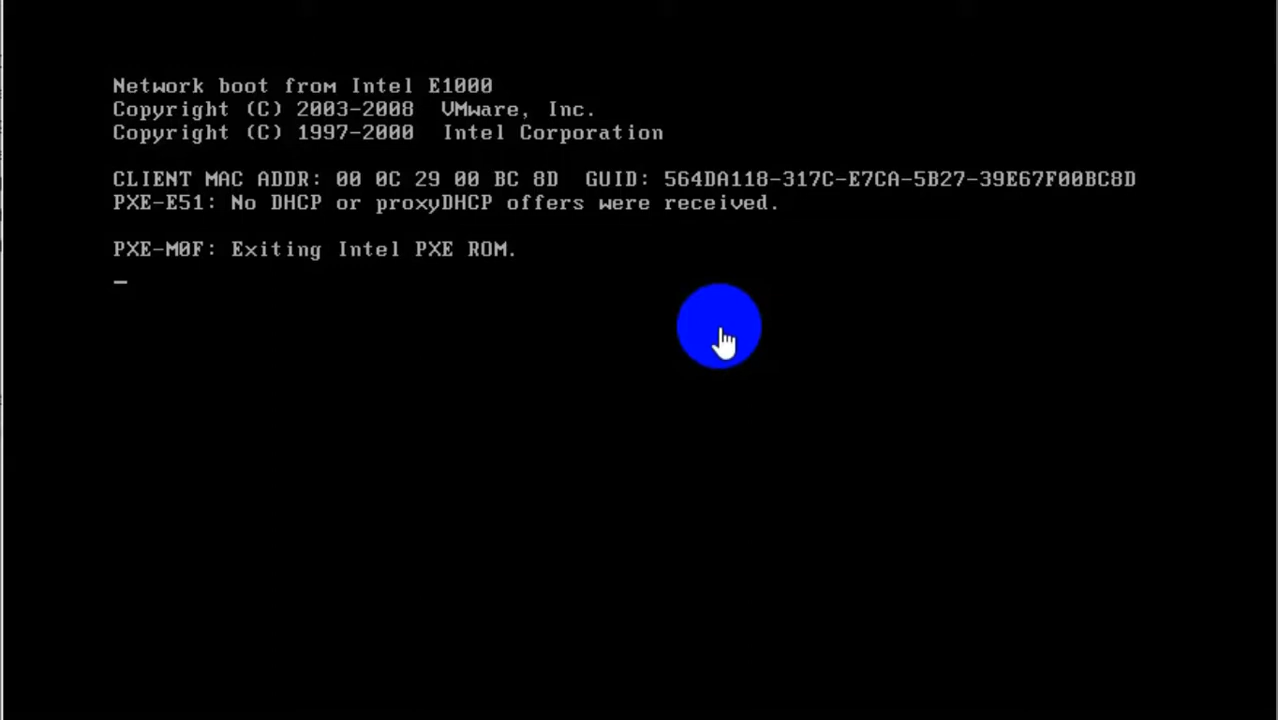 Network boot from Intel E1000
Copyright (C) 2003-2008  VMware, Inc.
Copyright (C) 1997-2000  Intel Corporation
CLIENT MAC ADDR: 00 0C 29 00 BC 8D  GUID: 564DA118-317C-E7CA-5B27-39E67F00BC8D
PXE-E51: No DHCP or proxyDHCP offers were received.
PXE-M0F: Exiting Intel PXE ROM.